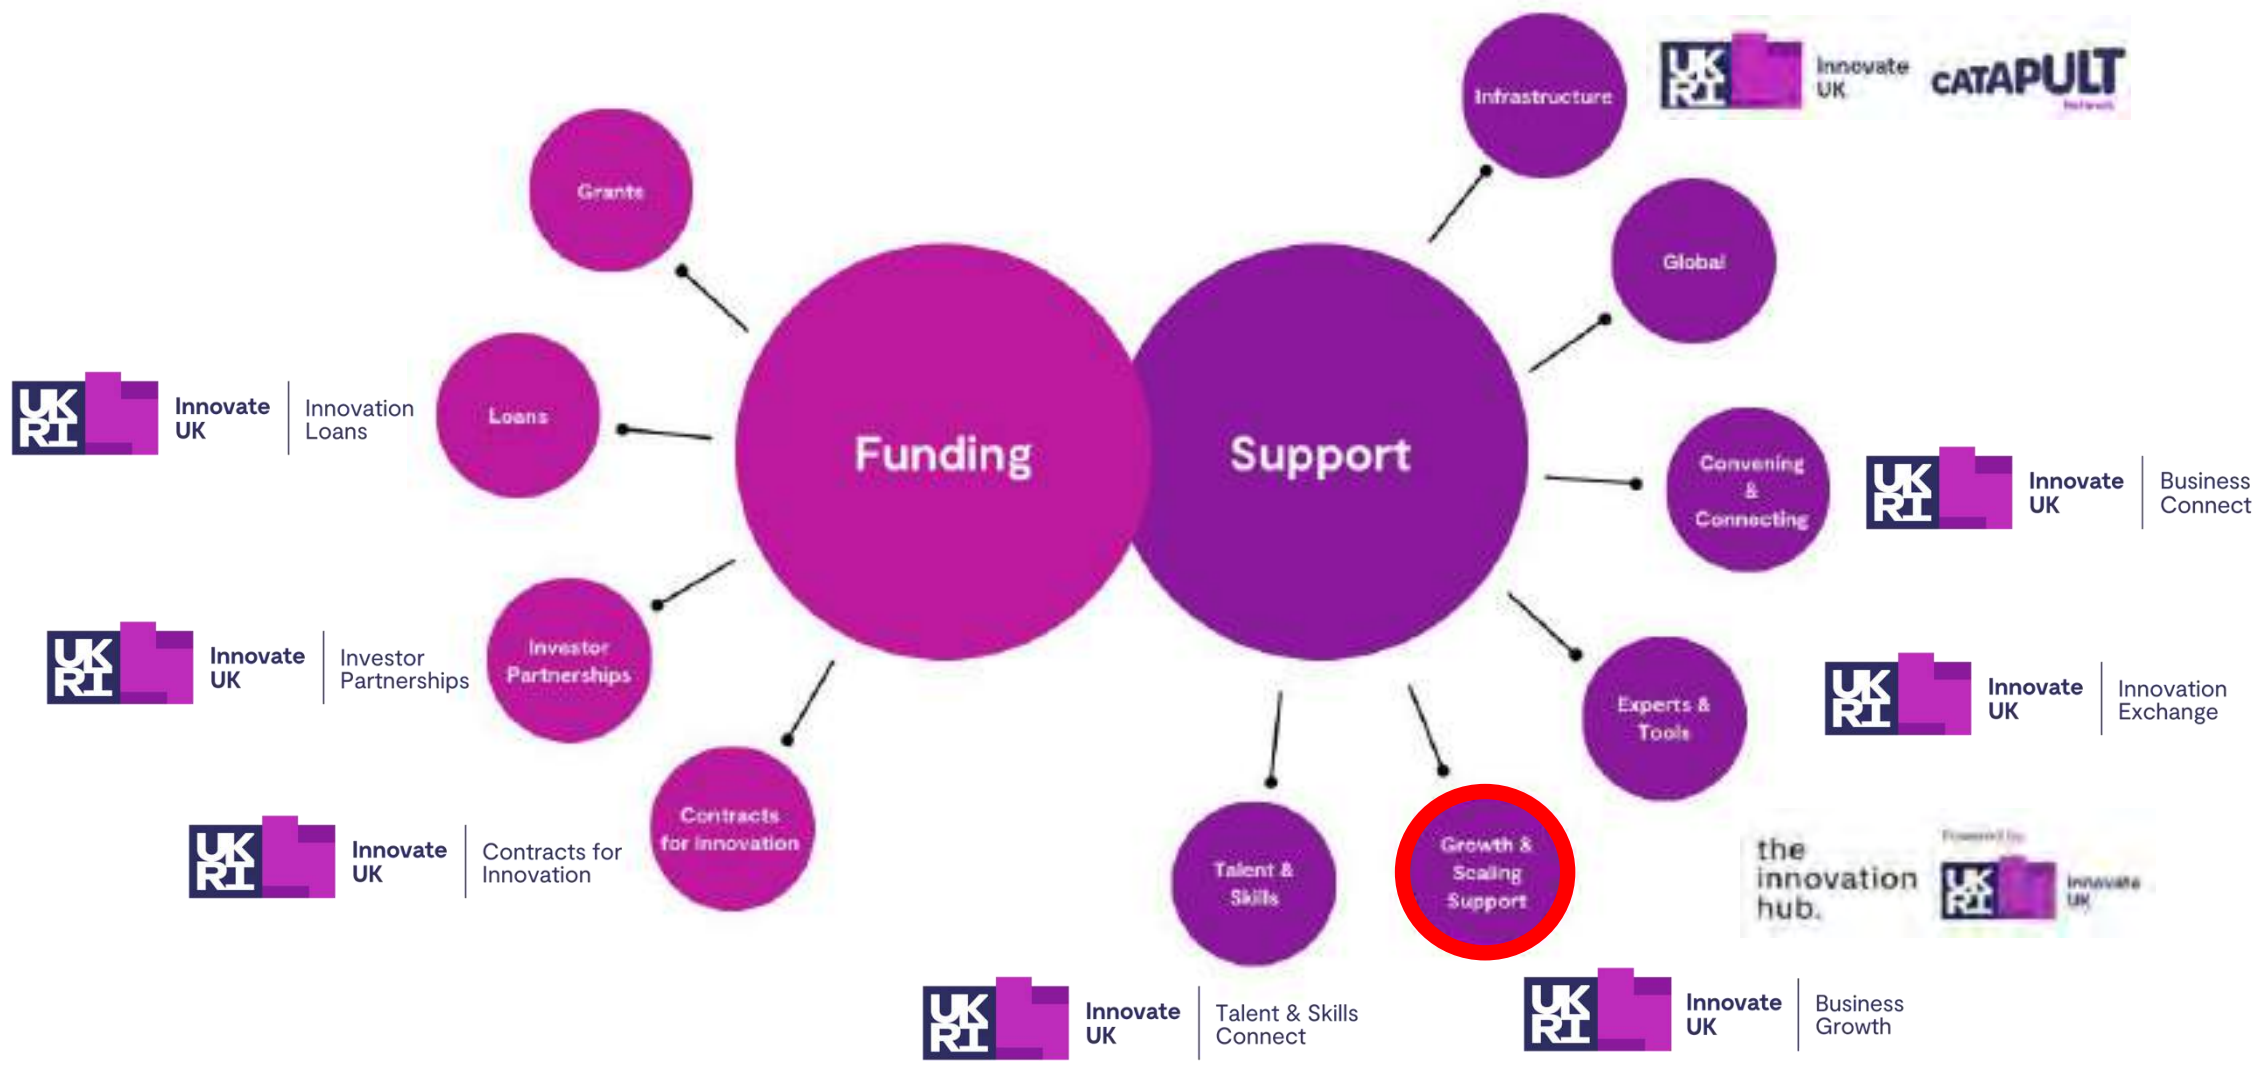 Infrastructure
UK
RI
Innovate
UK
CATAPULT
Network
Grants
Global
Loans
UK
RI
Innovate
UK
Innovation
Loans
Funding
Support
Convening
&
Connecting
UK
RI
Innovate
UK
Business
Connect
Investor
Partnerships
UK
RI
Innovate
UK
Investor
Partnerships
Experts &
Tools
UK
RI
Innovate
UK
Innovation
Exchange
Contracts
for Innovation
UK
RI
Innovate
UK
Contracts for
Innovation
Talent &
Skills
Growth &
Scaling
Support
the
innovation
hub.
Powered by
UK
RI
Innovate
UK
UK
RI
Innovate
UK
Talent & Skills
Connect
UK
RI
Innovate
UK
Business
Growth